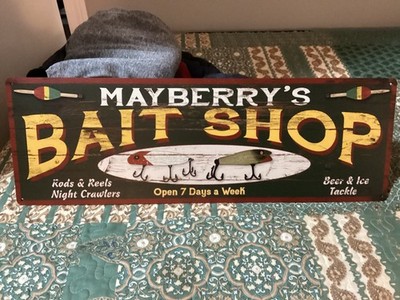 MAYBERRY'S
BAIT SHOP
Rods & Reels
Night Crawlers
Open 7 Days a Week
Beer & Ice
Tackle